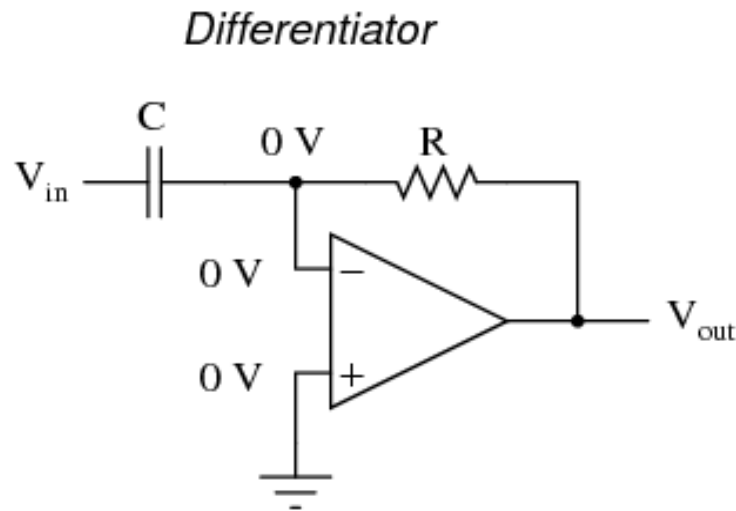 Differentiator
C
0 V
R
Vin
0 V
−
Vout
0 V
+